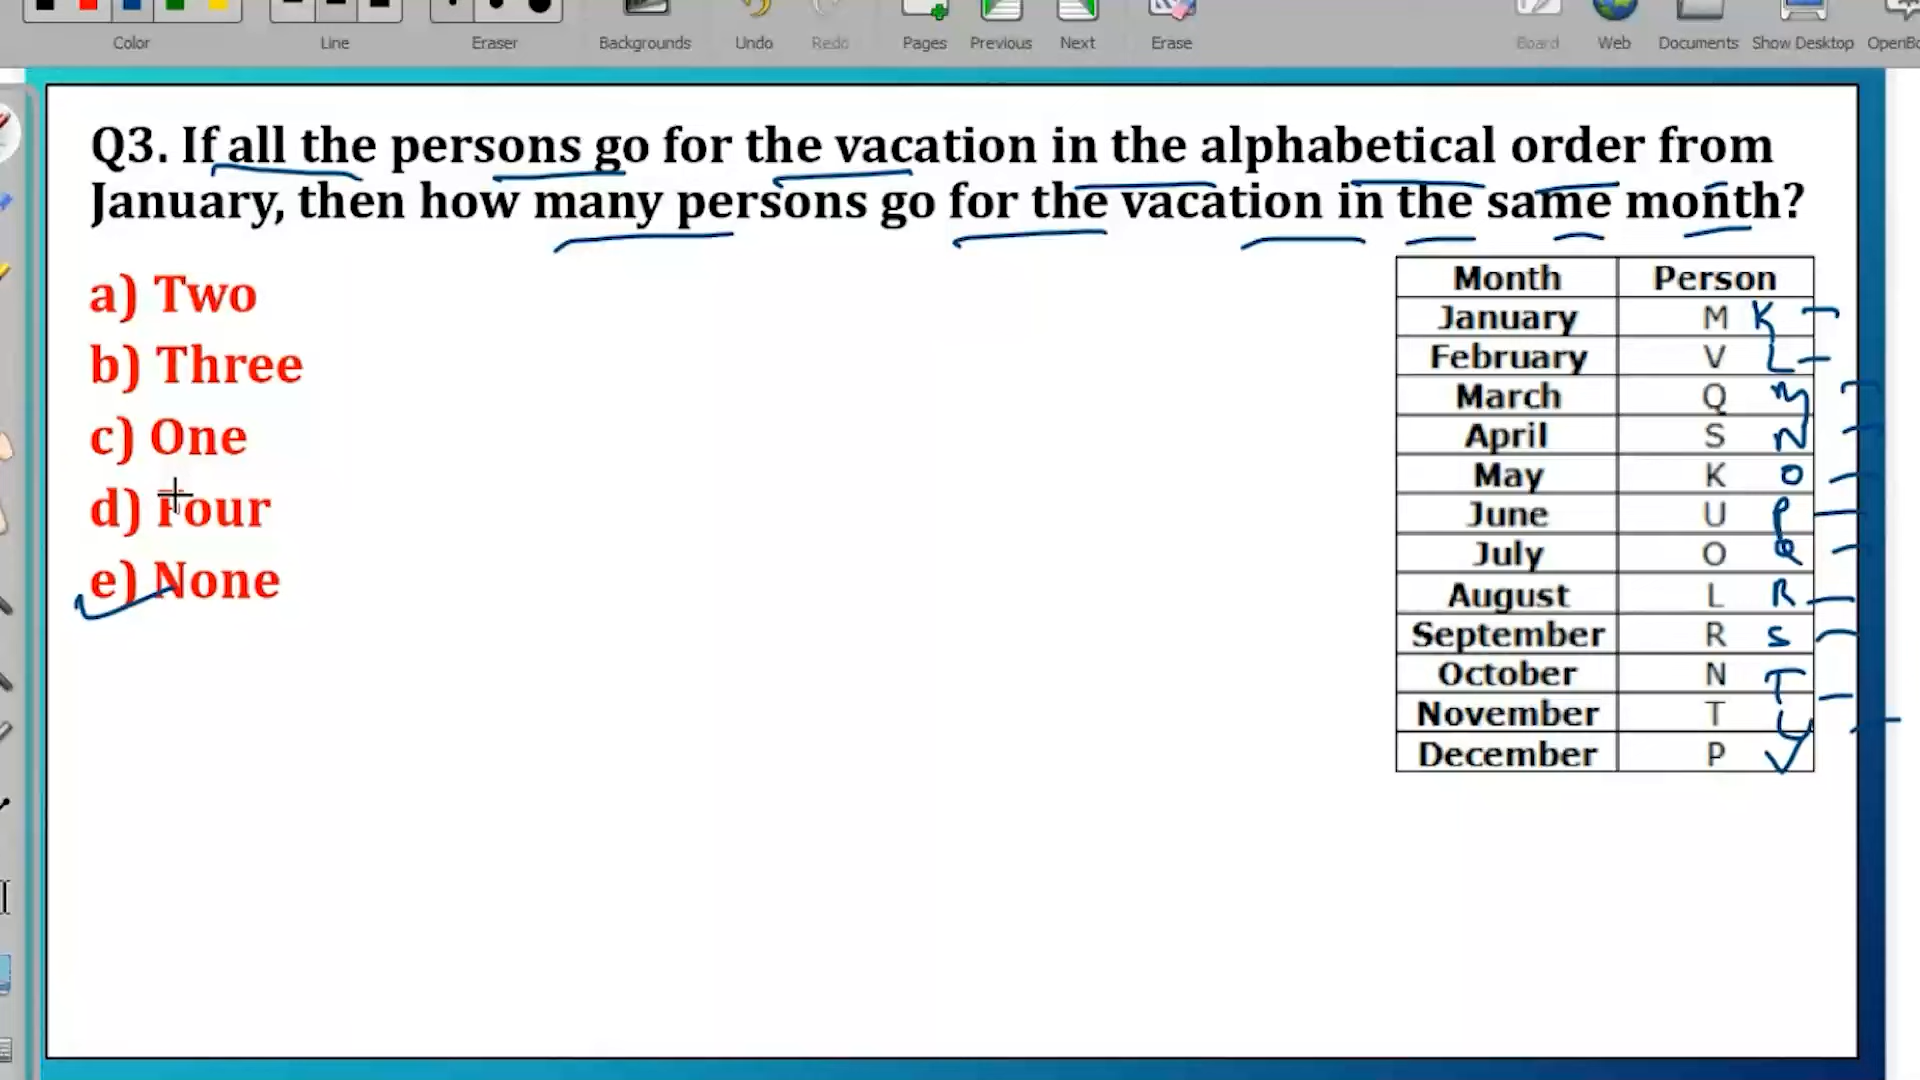 Color Line Eraser Backgrounds Undo Redo Pages Previous Next Erase Board Web Documents Show Desktop
Q3. If all the persons go for the vacation in the alphabetical order from
January, then how many persons go for the vacation in the same month?
a) Two
b) Three
c) One
d) Four
e) None
Month Person
January M K
February V L
March Q M
April S N
May K O
June U P
July O Q
August L R
September R S
October N T
November T U
December P V